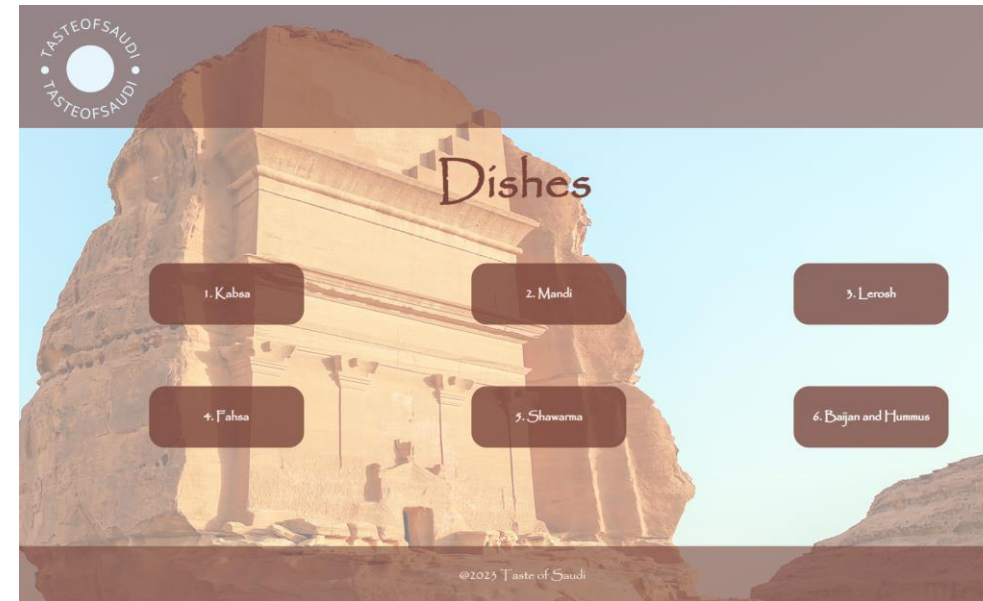 TASTEOFSAUDI • TASTEOFSAUDI •
Dishes
1. Kabsa
2. Mandi
3. Lerosh
4. Fahsa
5. Shawarma
6. Baijan and Hummus
@2023 Taste of Saudi